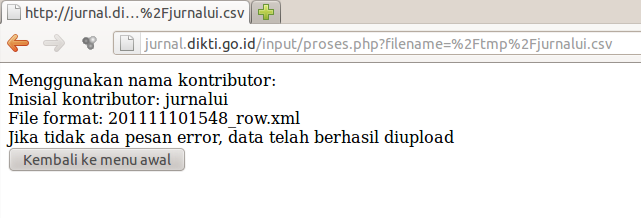 http://jurnal.di...%2Fjurnalui.csv
jurnal.dikti.go.id/input/proses.php?filename=%2Ftmp%2Fjurnalui.csv
Menggunakan nama kontributor:
Inisial kontributor: jurnalui
File format: 201111101548_row.xml
Jika tidak ada pesan error, data telah berhasil diupload
Kembali ke menu awal